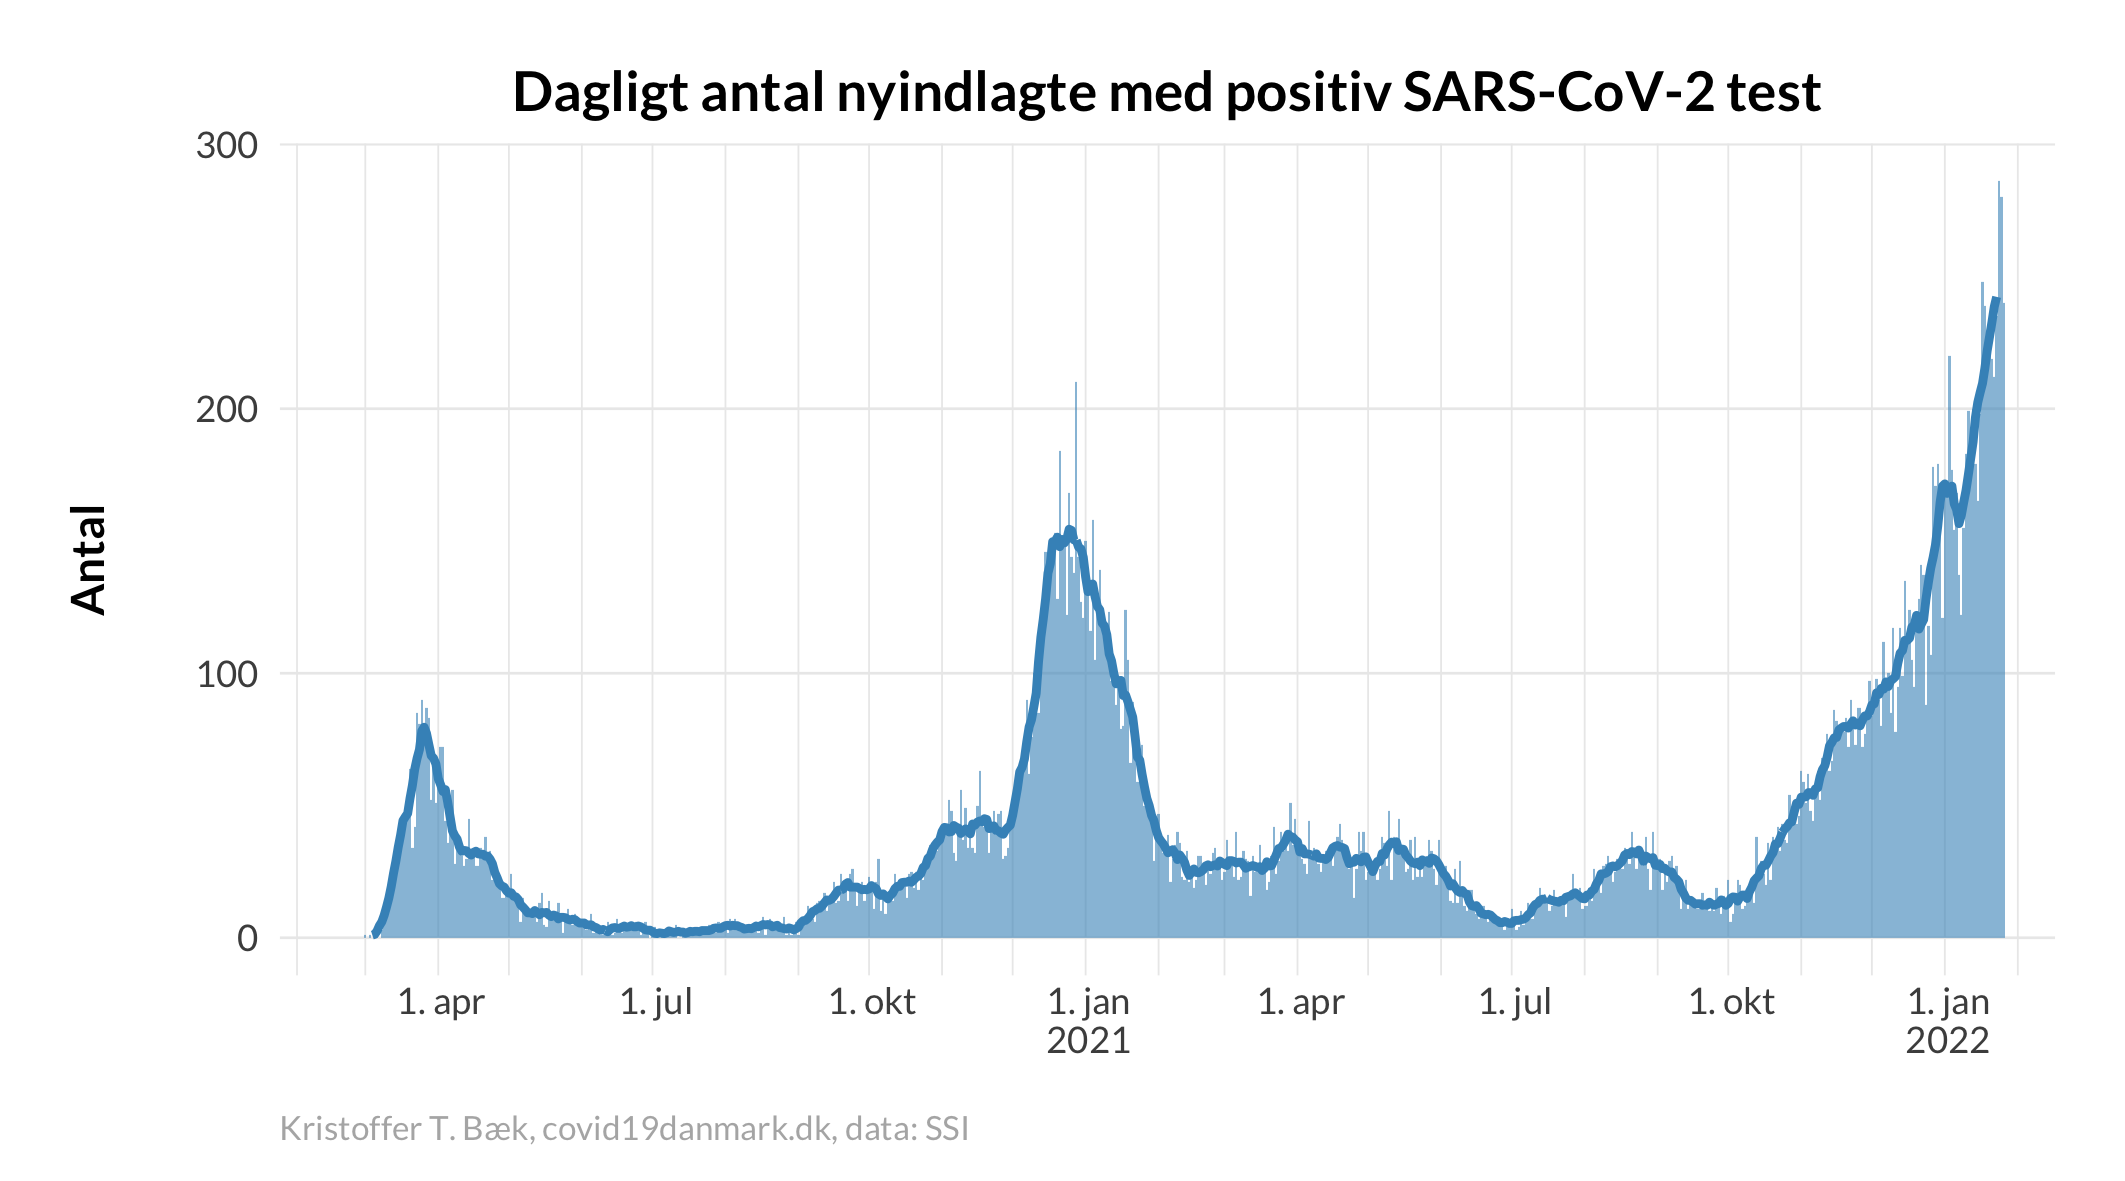 Dagligt antal nyindlagte med positiv SARS-CoV-2 test
Antal
300
200
100
0
1. apr
1. jul
1. okt
1. jan
2021
1. apr
1. jul
1. okt
1. jan
2022
Kristoffer T. Bæk, covid19danmark.dk, data: SSI